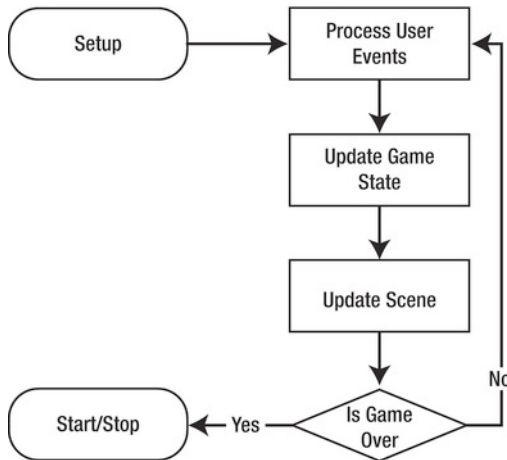 Setup
Process User
Events
Update Game
State
Update Scene
No
Is Game
Over
Yes
Start/Stop